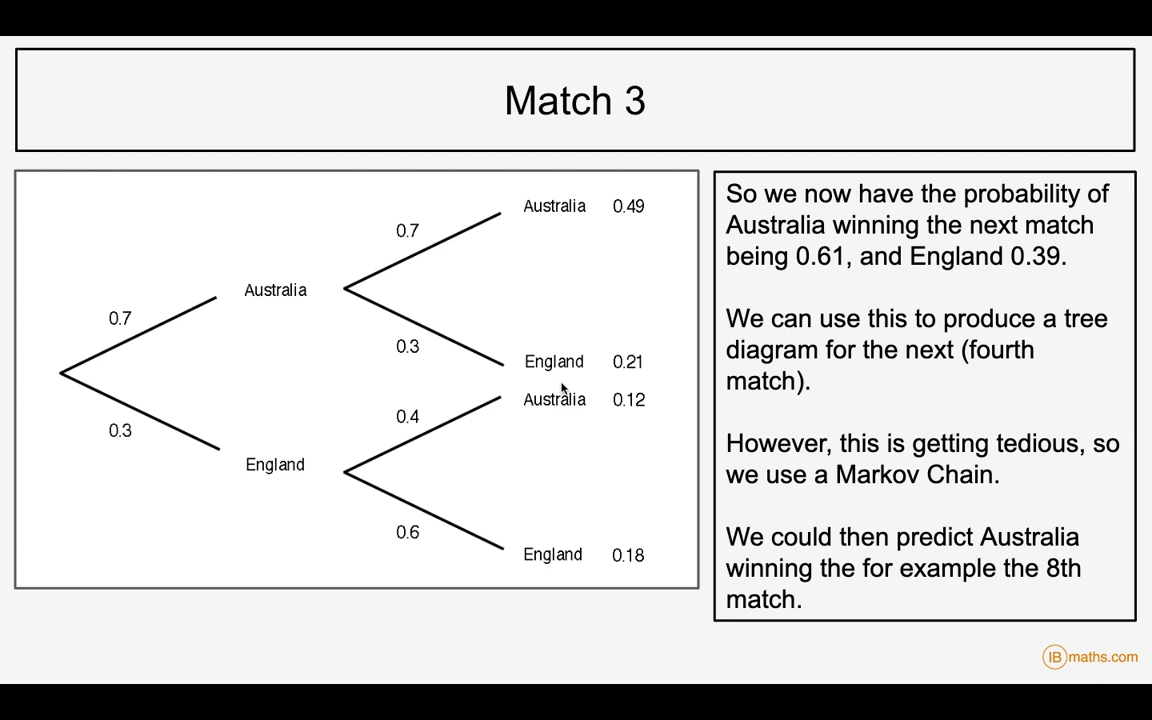 Match 3
Australia 0.49
0.7
Australia
0.7
0.3
England 0.21
Australia 0.12
0.4
0.3
England
0.6
England 0.18
So we now have the probability of
Australia winning the next match
being 0.61, and England 0.39.
We can use this to produce a tree
diagram for the next (fourth
match).
However, this is getting tedious, so
we use a Markov Chain.
We could then predict Australia
winning the for example the 8th
match.
IB maths.com